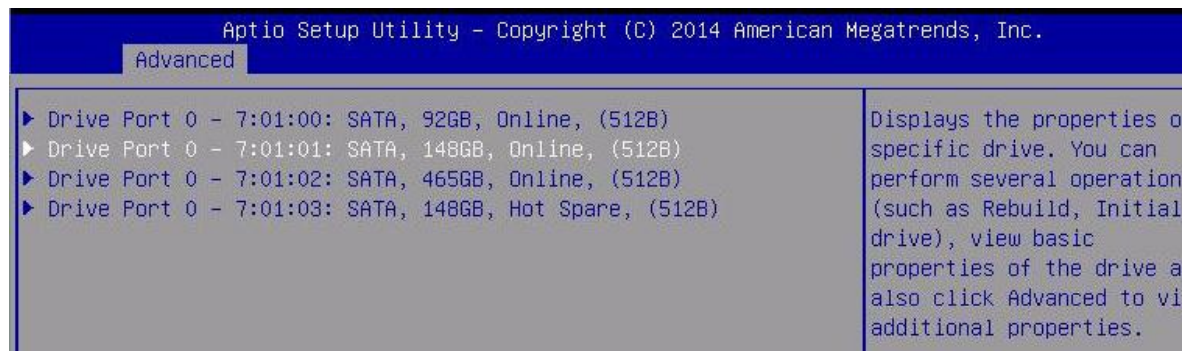 Aptio Setup Utility – Copyright (C) 2014 American Megatrends, Inc.
Advanced
▶ Drive Port 0 - 7:01:00: SATA, 92GB, Online, (512B)
▶ Drive Port 0 - 7:01:01: SATA, 148GB, Online, (512B)
▶ Drive Port 0 - 7:01:02: SATA, 465GB, Online, (512B)
▶ Drive Port 0 - 7:01:03: SATA, 148GB, Hot Spare, (512B)
Displays the properties o
specific drive. You can
perform several operation
(such as Rebuild, Initial
drive), view basic
properties of the drive a
also click Advanced to vi
additional properties.